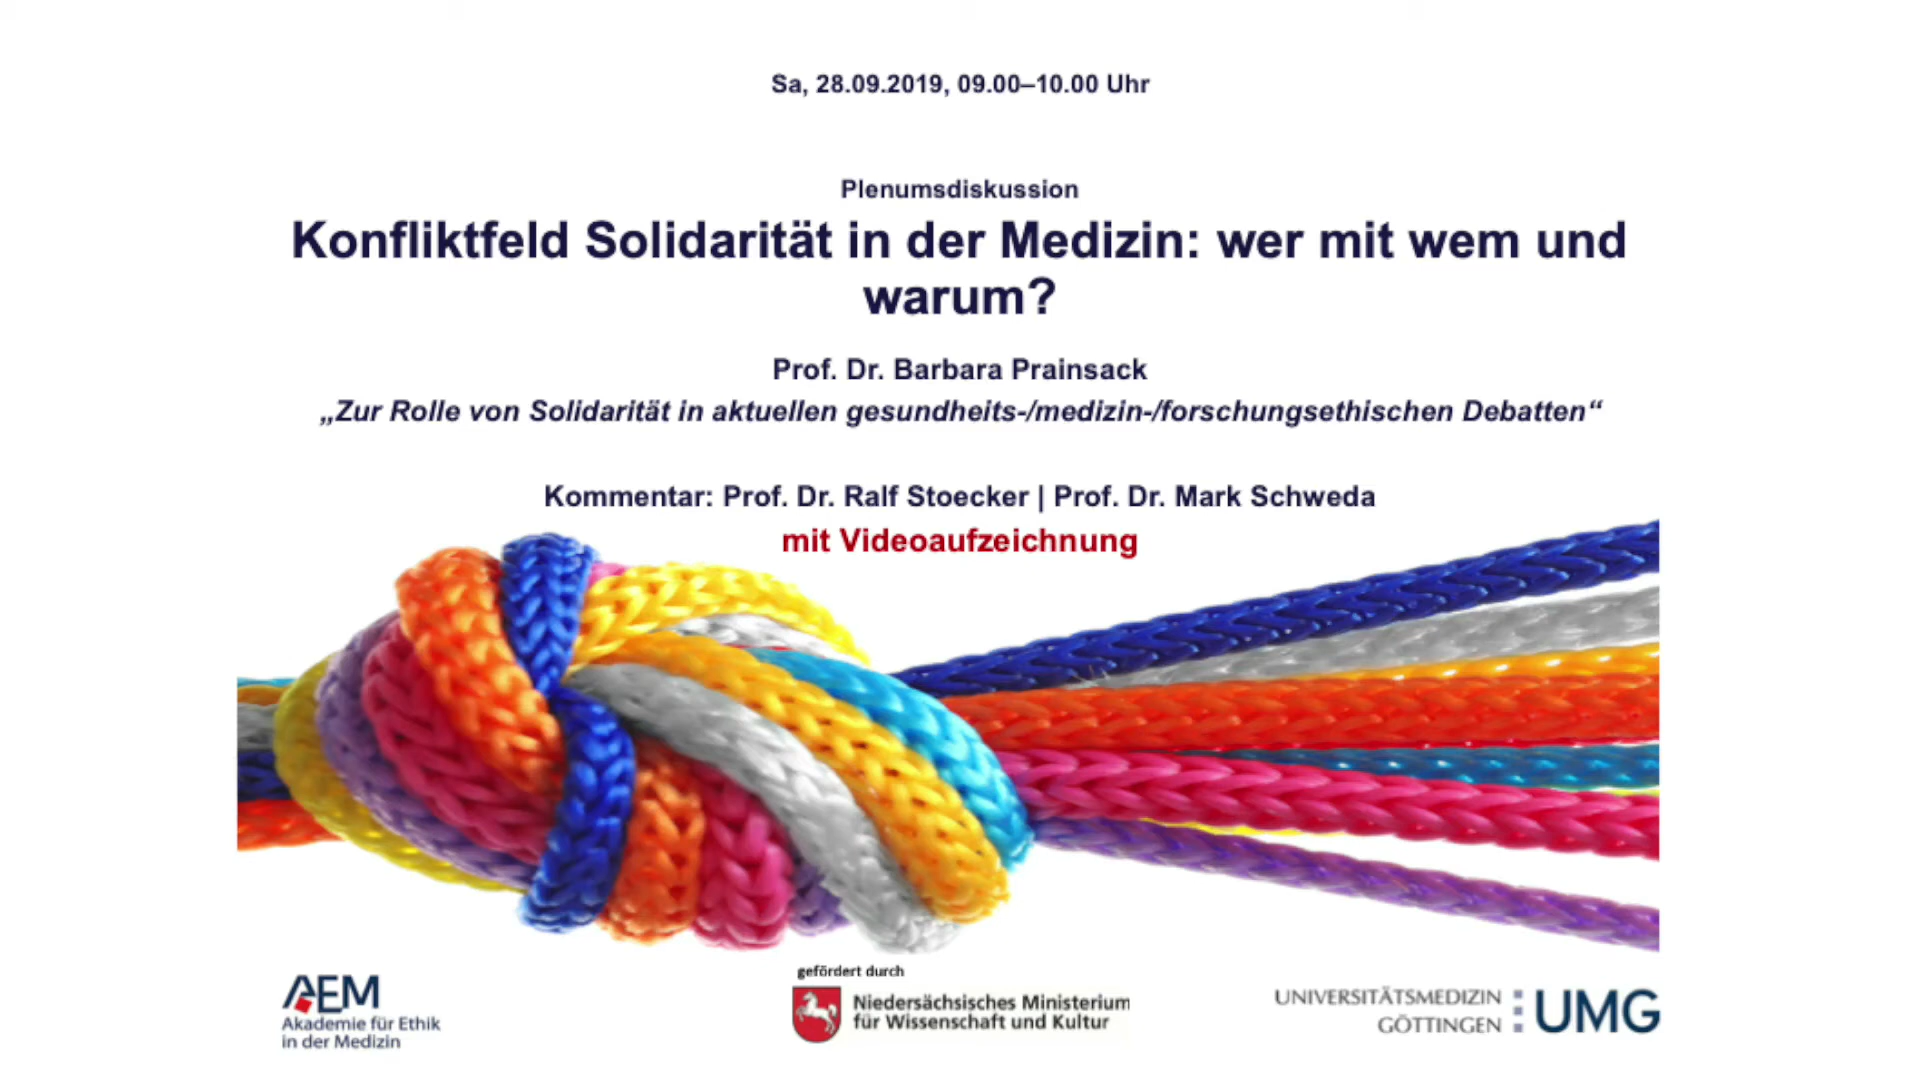 Sa, 28.09.2019, 09.00–10.00 Uhr
Plenumsdiskussion
Konfliktfeld Solidarität in der Medizin: wer mit wem und
warum?
Prof. Dr. Barbara Prainsack
„Zur Rolle von Solidarität in aktuellen gesundheits-/medizin-/forschungsethischen Debatten“
Kommentar: Prof. Dr. Ralf Stoecker | Prof. Dr. Mark Schweda
mit Videoaufzeichnung
AEM
Akademie für Ethik
in der Medizin
gefördert durch
Niedersächsisches Ministerium
für Wissenschaft und Kultur
UNIVERSITÄTSMEDIZIN
GÖTTINGEN
UMG